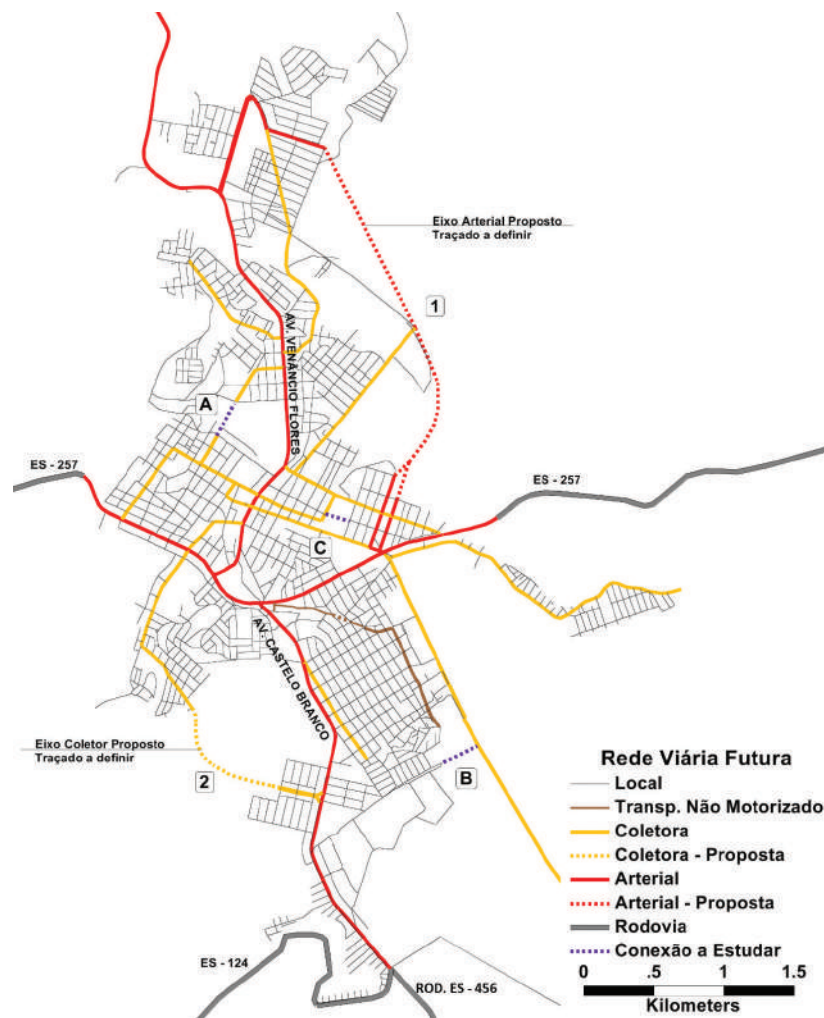 Eixo Arterial Proposto
Traçado a definir
1
AV. VENÂNCIO FLORES
A
ES - 257
ES - 257
C
AV. CASTELO BRANCO
Eixo Coletor Proposto
Traçado a definir
2
B
Rede Viária Futura
Local
Transp. Não Motorizado
Coletora
Coletora - Proposta
Arterial
Arterial - Proposta
Rodovia
Conexão a Estudar
0 .5 1 1.5
Kilometers
ES - 124
ROD. ES - 456